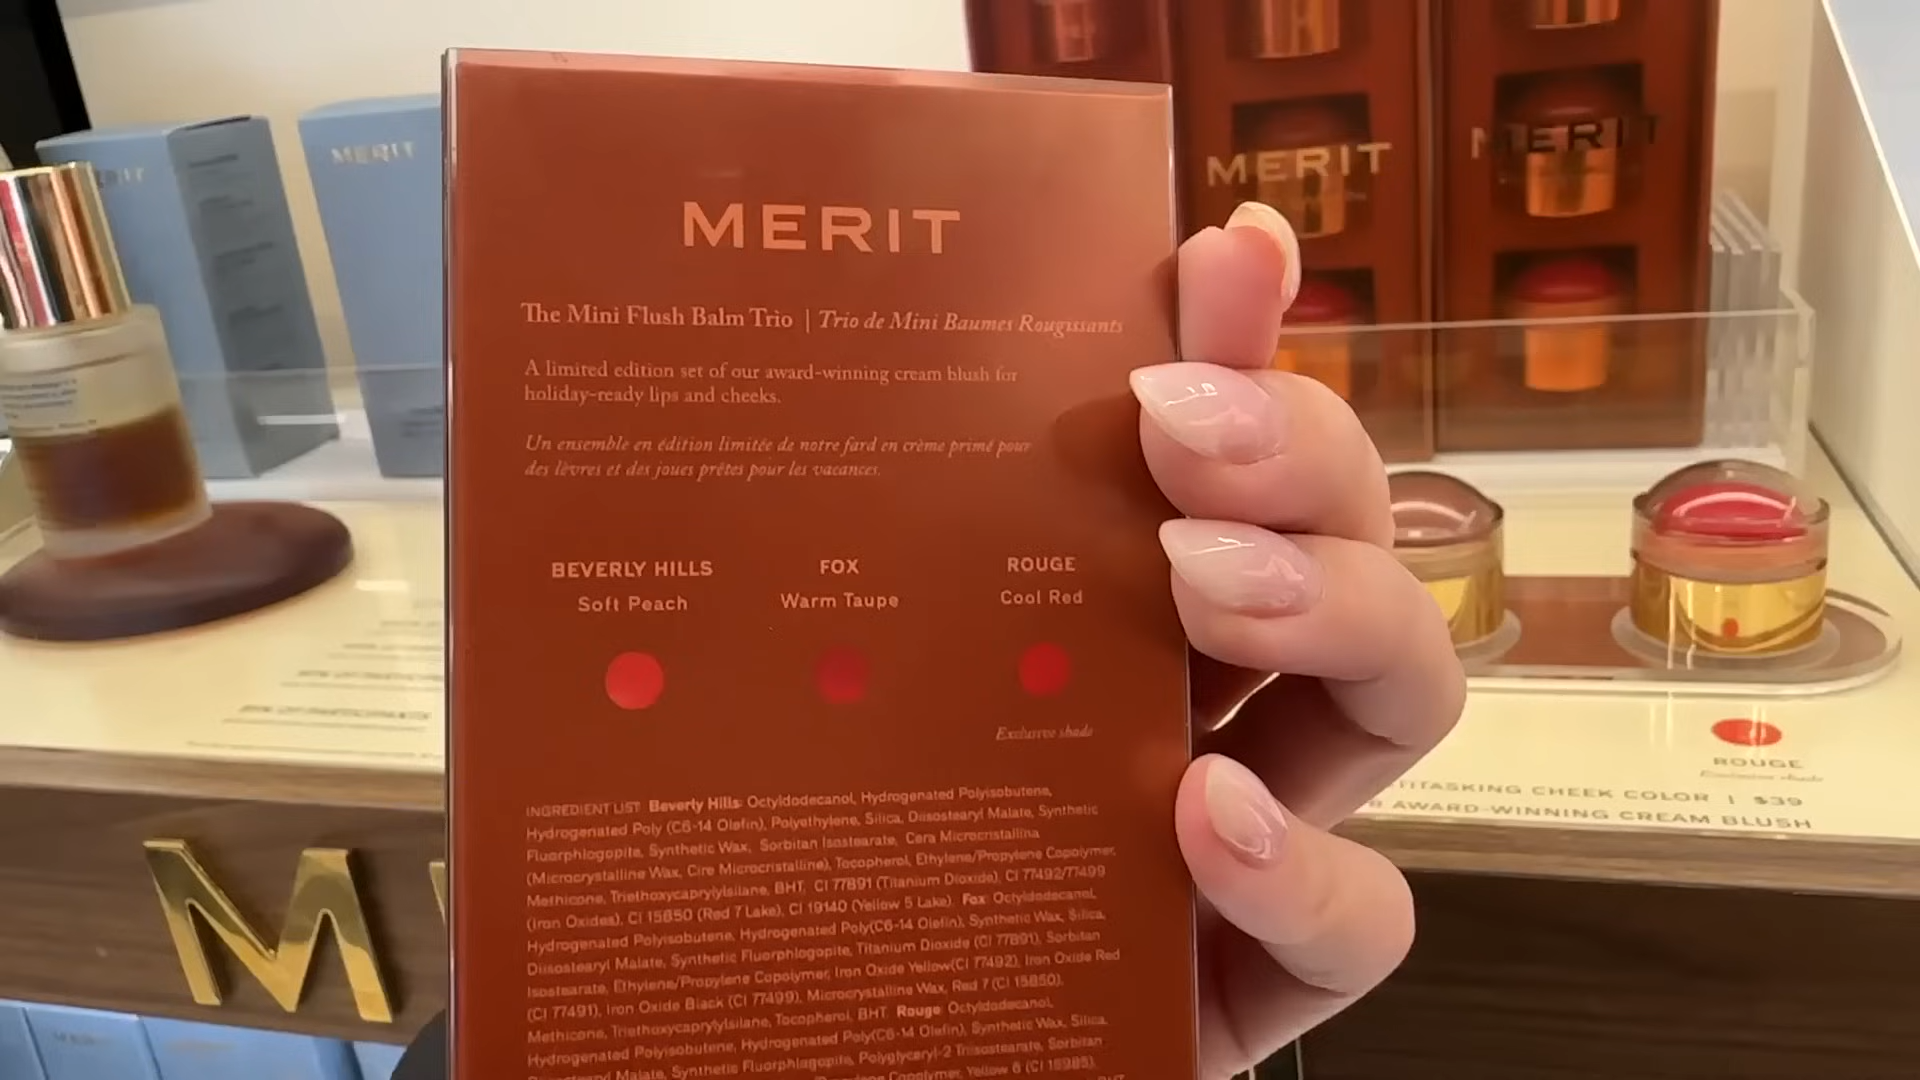 MERIT
The Mini Flush Balm Trio | Trio de Mini Baumes Rougissants
A limited edition set of our award-winning cream blush for
holiday-ready lips and cheeks.
Un ensemble en édition limitée de notre fard en crème primé pour
des lèvres et des joues prêtes pour les vacances.
BEVERLY HILLS
Soft Peach
FOX
Warm Taupe
ROUGE
Cool Red
Exclusive shade
INGREDIENT LIST: Beverly Hills: Octyldodecanol, Hydrogenated Polyisobutene,
Hydrogenated Poly (C6-14 Olefin), Polyethylene, Silica, Diisostearyl Malate, Synthetic
Fluorphlogopite, Synthetic Wax, Sorbitan Isostearate, Cera Microcristallina
(Microcrystalline Wax, Cire Microcristalline), Tocopherol, Ethylene/Propylene Copolymer,
Methicone, Triethoxycaprylylsilane, BHT, CI 77891 (Titanium Dioxide), CI 77492/77499
(Iron Oxides), CI 15850 (Red 7 Lake), CI 19140 (Yellow 5 Lake). Fox: Octyldodecanol,
Hydrogenated Polyisobutene, Hydrogenated Poly(C6-14 Olefin), Synthetic Wax, Silica,
Diisostearyl Malate, Synthetic Fluorphlogopite, Titanium Dioxide (CI 77891), Sorbitan
Isostearate, Ethylene/Propylene Copolymer, Iron Oxide Yellow(CI 77492), Iron Oxide Red
(CI 77491), Iron Oxide Black (CI 77499), Microcrystalline Wax, Red 7 (CI 15850),
Methicone, Triethoxycaprylylsilane, Tocopherol, BHT. Rouge: Octyldodecanol,
Hydrogenated Polyisobutene, Hydrogenated Poly(C6-14 Olefin), Synthetic Wax, Silica,
Diisostearyl Malate, Synthetic Fluorphlogopite, Polyglyceryl-2 Triisostearate, Sorbitan
Copolymer, Yellow 6 (CI 15985),
MERIT
MERIT
MERIT
MERIT
M
ROUGE
Exclusive shade
TITASKING CHEEK COLOR | $39
AWARD-WINNING CREAM BLUSH